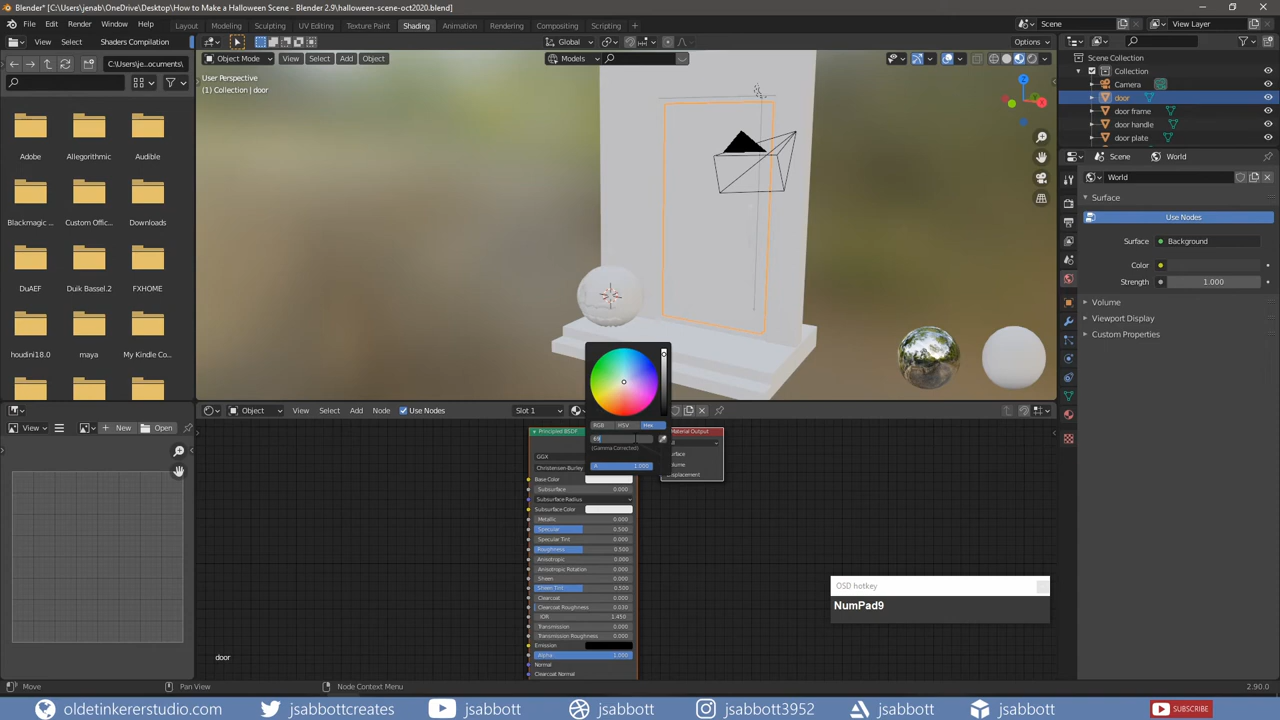 Blender* [C:\Users\jenab\OneDrive\Desktop\How to Make a Halloween Scene - Blender 2.9\halloween-scene-oct2020.blend]
File Edit Render Window Help Layout Modeling Sculpting UV Editing Texture Paint Shading Animation Rendering Compositing Scripting Scene View Layer
View Select Shaders Compilation Global Options
C:\Users\je...ocuments\ Object Mode View Select Add Object Models
User Perspective
(1) Collection | door
Scene Collection
Collection
Camera
door
door frame
door handle
door plate
Adobe Allegorithmic Audible
Blackmagic ... Custom Offic... Downloads
DuAEF Duik Bassel.2 FXHOME
houdini18.0 maya My Kindle Co...
Scene World
World
Surface
Use Nodes
Surface Background
Color
Strength 1.000
Volume
Viewport Display
Custom Properties
View New Open
Object View Select Add Node Use Nodes Slot 1
RGB HSV Hex
69
(Gamma Corrected)
A 1.000
Principled BSDF
GGX
Christensen-Burley
Base Color
Subsurface 0.000
Subsurface Radius
Subsurface Color
Metallic 0.000
Specular 0.500
Specular Tint 0.000
Roughness 0.500
Anisotropic 0.000
Anisotropic Rotation 0.000
Sheen 0.000
Sheen Tint 0.500
Clearcoat 0.000
Clearcoat Roughness 0.030
IOR 1.450
Transmission 0.000
Transmission Roughness 0.000
Emission
Alpha 1.000
Normal
Clearcoat Normal
Material Output
door
OSD hotkey
NumPad9
Move Pan View Node Context Menu 2.90.0
oldetinkererstudio.com jsabbottcreates jsabbott jsabbott jsabbott3952 jsabbott jsabbott SUBSCRIBE